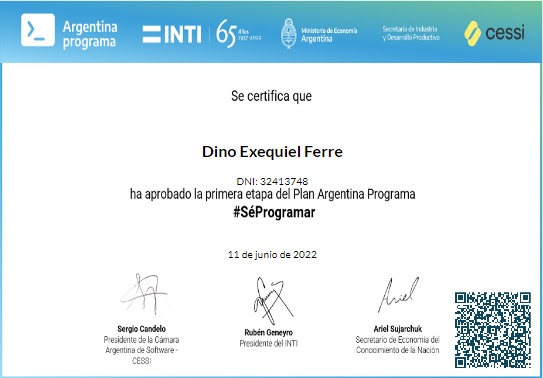 Argentina
programa
INTI
65 Años
1957-2022
Ministerio de Economía
Argentina
Secretaría de Industria
y Desarrollo Productivo
cessi
Se certifica que
Dino Exequiel Ferre
DNI: 32413748
ha aprobado la primera etapa del Plan Argentina Programa
#SéProgramar
11 de junio de 2022
Ariel
Sergio Candelo
Presidente de la Cámara
Argentina de Software -
CESSI
Rubén Geneyro
Presidente del INTI
Ariel Sujarchuk
Secretario de Economía del
Conocimiento de la Nación